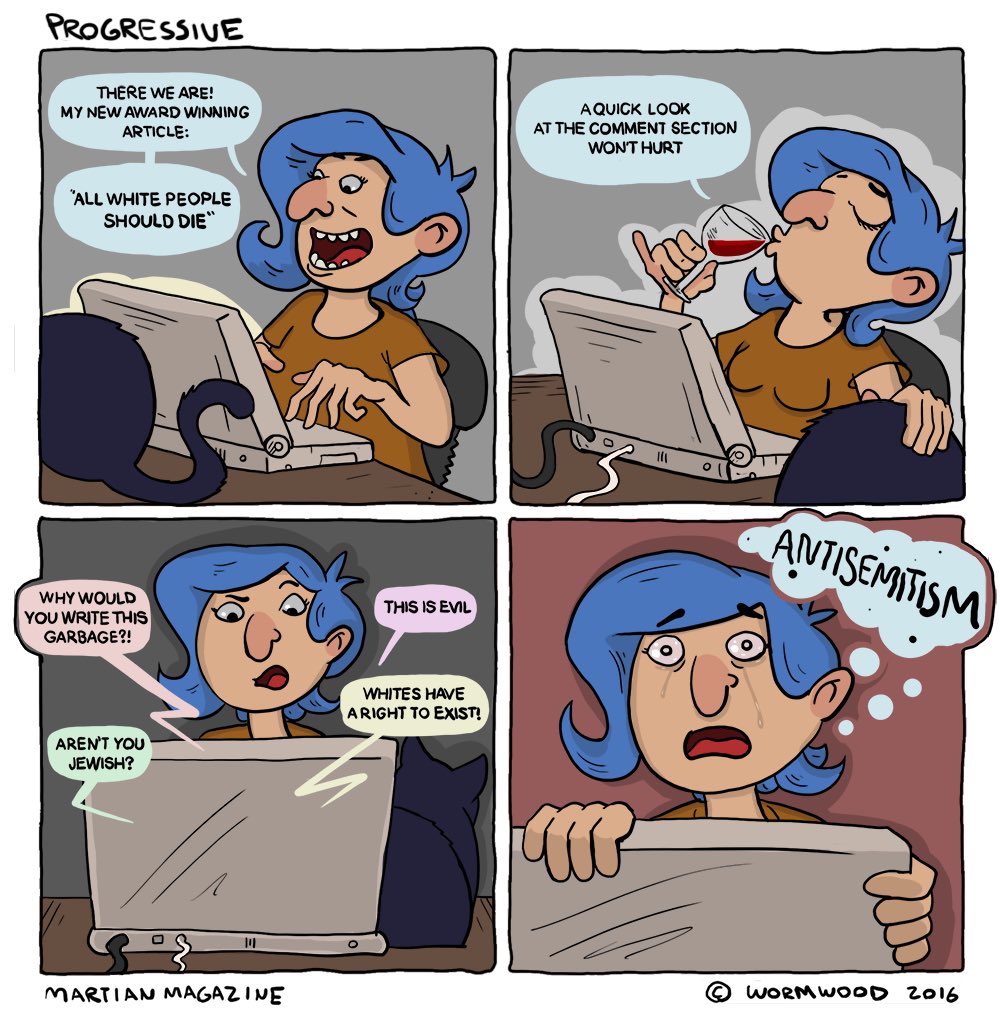 PROGRESSIVE
THERE WE ARE!
MY NEW AWARD WINNING
ARTICLE:
"ALL WHITE PEOPLE
SHOULD DIE"
A QUICK LOOK
AT THE COMMENT SECTION
WON'T HURT
WHY WOULD
YOU WRITE THIS
GARBAGE?!
THIS IS EVIL
WHITES HAVE
A RIGHT TO EXIST!
AREN'T YOU
JEWISH?
ANTISEMITISM
MARTIAN MAGAZINE
© WORMWOOD 2016